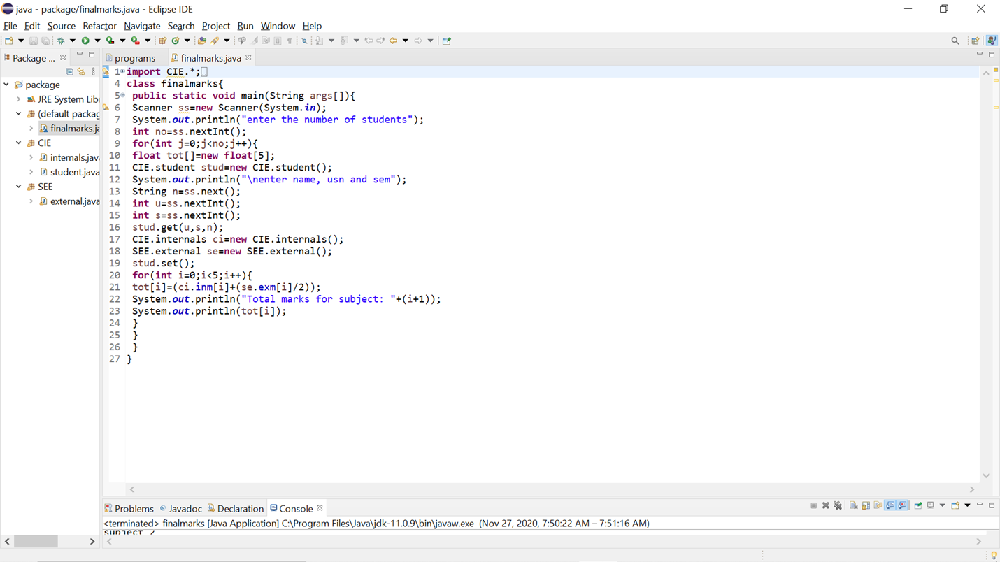 java - package/finalmarks.java - Eclipse IDE
File Edit Source Refactor Navigate Search Project Run Window Help
Package ...
programs
finalmarks.java
package
JRE System Lib
(default packag
finalmarks.ja
CIE
internals.java
student.java
SEE
external.java
1 import CIE.*;
4 class finalmarks{
5 public static void main(String args[]){
6 Scanner ss=new Scanner(System.in);
7 System.out.println("enter the number of students");
8 int no=ss.nextInt();
9 for(int j=0;j<no;j++){
10 float tot[]=new float[5];
11 CIE.student stud=new CIE.student();
12 System.out.println("\nenter name, usn and sem");
13 String n=ss.next();
14 int u=ss.nextInt();
15 int s=ss.nextInt();
16 stud.get(u,s,n);
17 CIE.internals ci=new CIE.internals();
18 SEE.external se=new SEE.external();
19 stud.set();
20 for(int i=0;i<5;i++){
21 tot[i]=(ci.inm[i]+(se.exm[i]/2));
22 System.out.println("Total marks for subject: "+(i+1));
23 System.out.println(tot[i]);
24 }
25 }
26 }
27 }
Problems Javadoc Declaration Console
<terminated> finalmarks [Java Application] C:\Program Files\Java\jdk-11.0.9\bin\javaw.exe (Nov 27, 2020, 7:50:22 AM – 7:51:16 AM)
subject 2